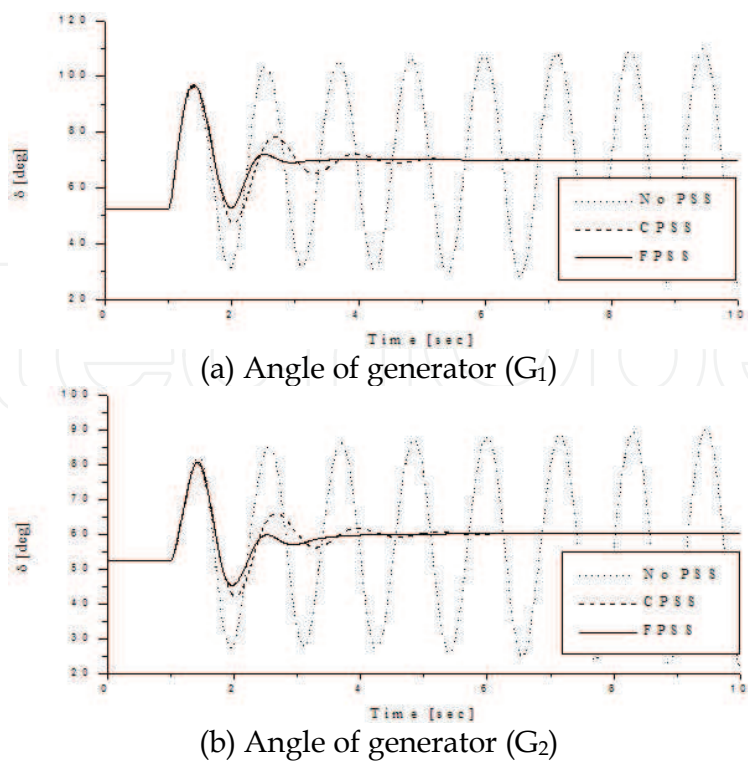 120
100
80
60
40
20
δ [deg]
No PSS
CPSS
FPSS
0 2 4 6 8 10
Time [sec]
(a) Angle of generator (G₁)
100
90
80
70
60
50
40
30
20
δ [deg]
No PSS
CPSS
FPSS
0 2 4 6 8 10
Time [sec]
(b) Angle of generator (G₂)